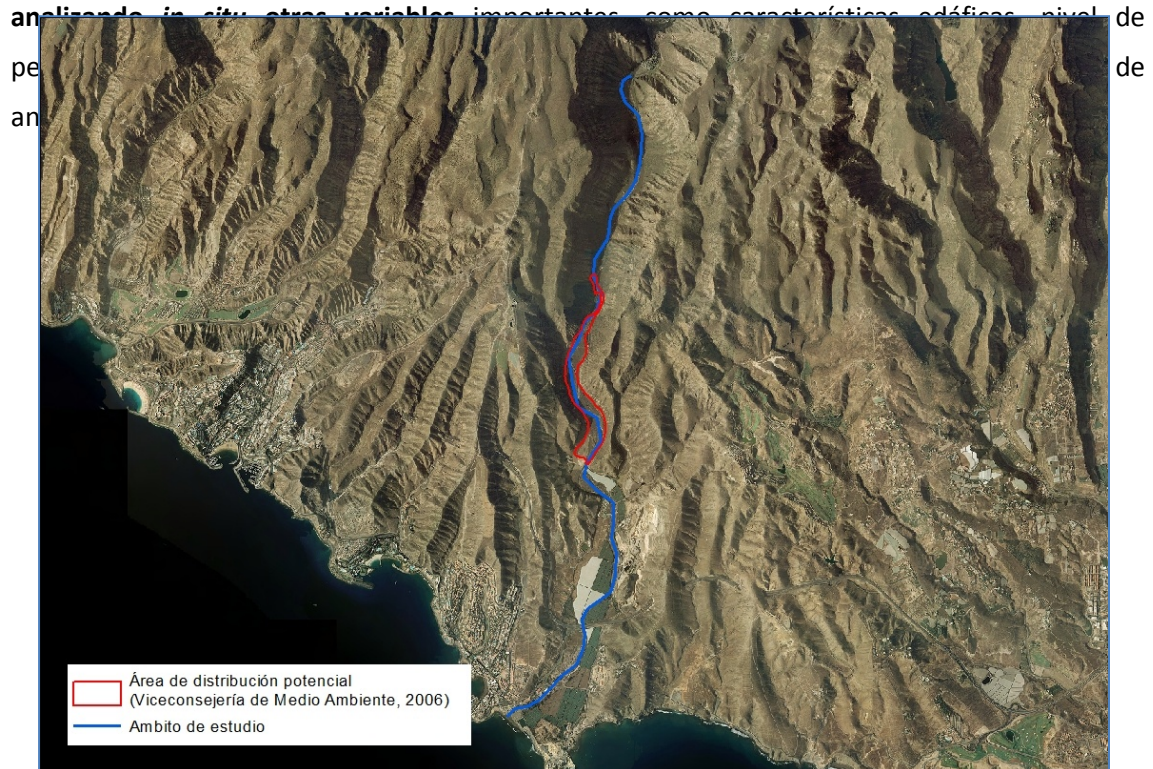 analizando in situ otras variables importantes, como características edáficas, nivel de
pe de
an
Área de distribución potencial
(Viceconsejería de Medio Ambiente, 2006)
Ambito de estudio